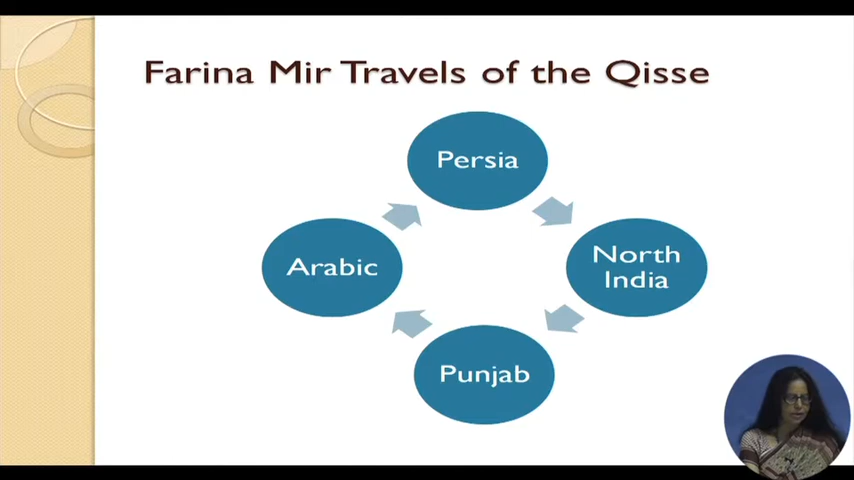 Farina Mir Travels of the Qisse
Persia
North
India
Punjab
Arabic